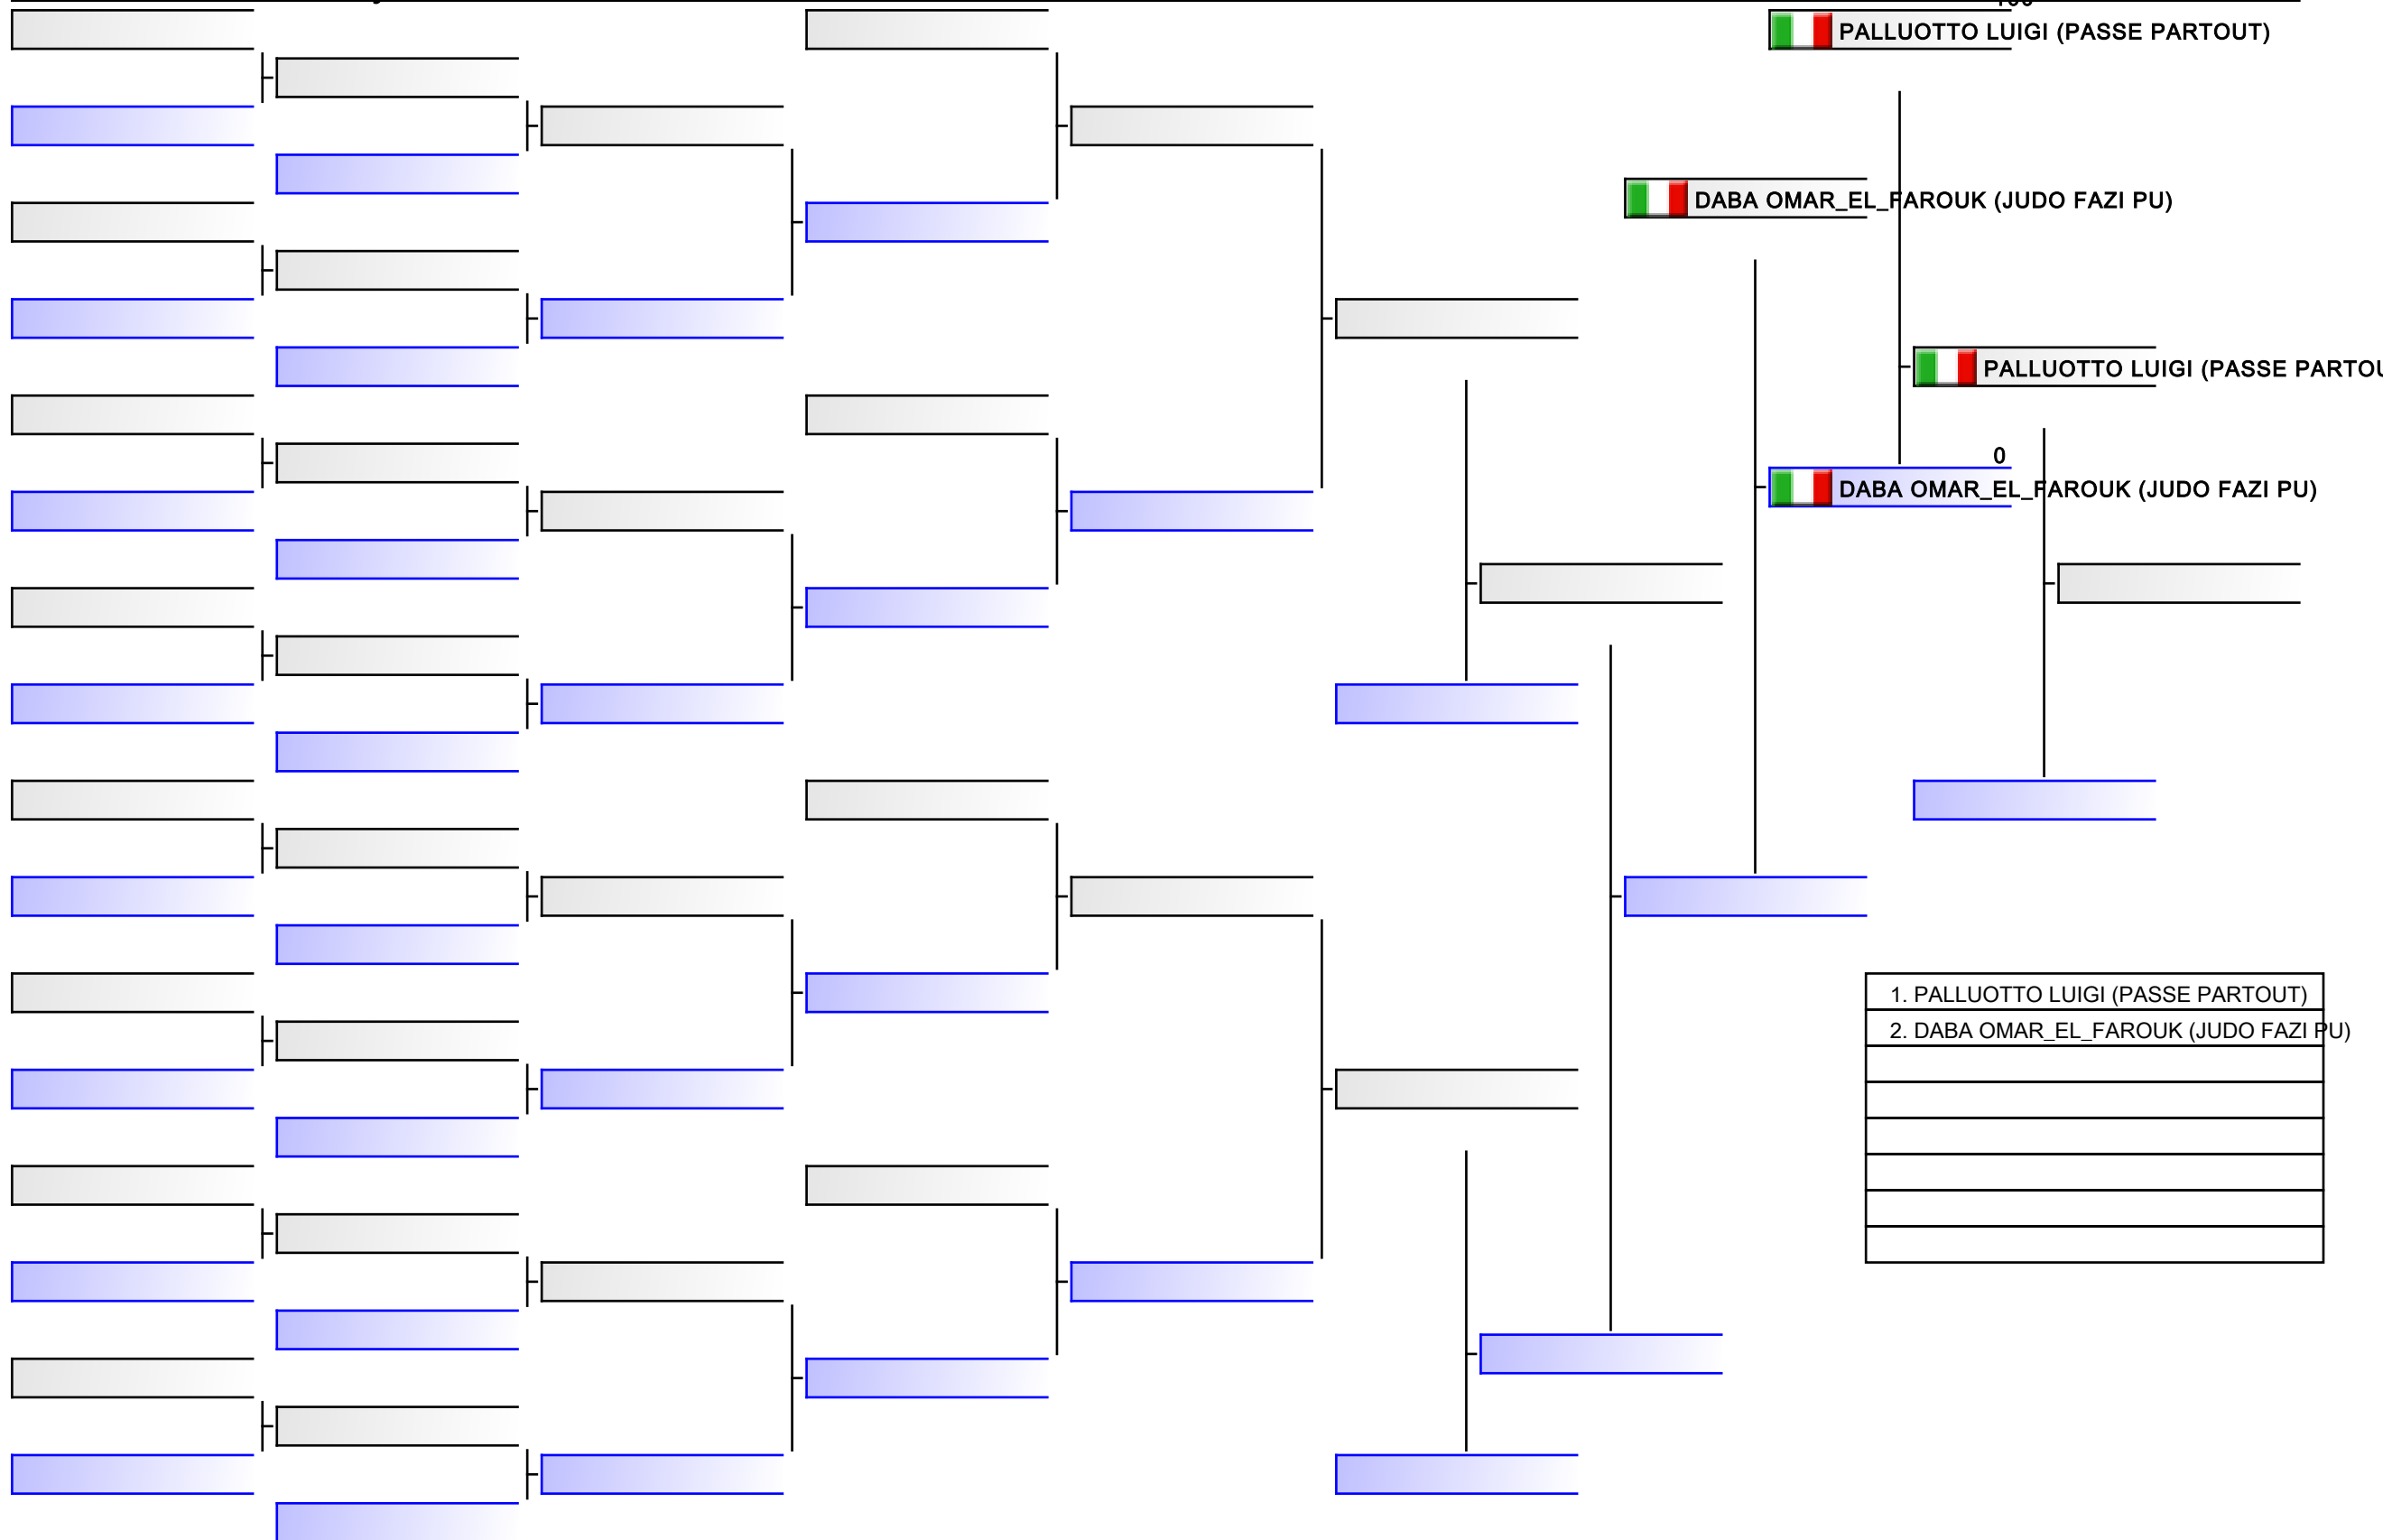 PALLUOTTO LUIGI (PASSE PARTOUT)
DABA OMAR_EL_FAROUK (JUDO FAZI PU)
PALLUOTTO LUIGI (PASSE PARTOU
0
DABA OMAR_EL_FAROUK (JUDO FAZI PU)
1. PALLUOTTO LUIGI (PASSE PARTOUT)
2. DABA OMAR_EL_FAROUK (JUDO FAZI PU)